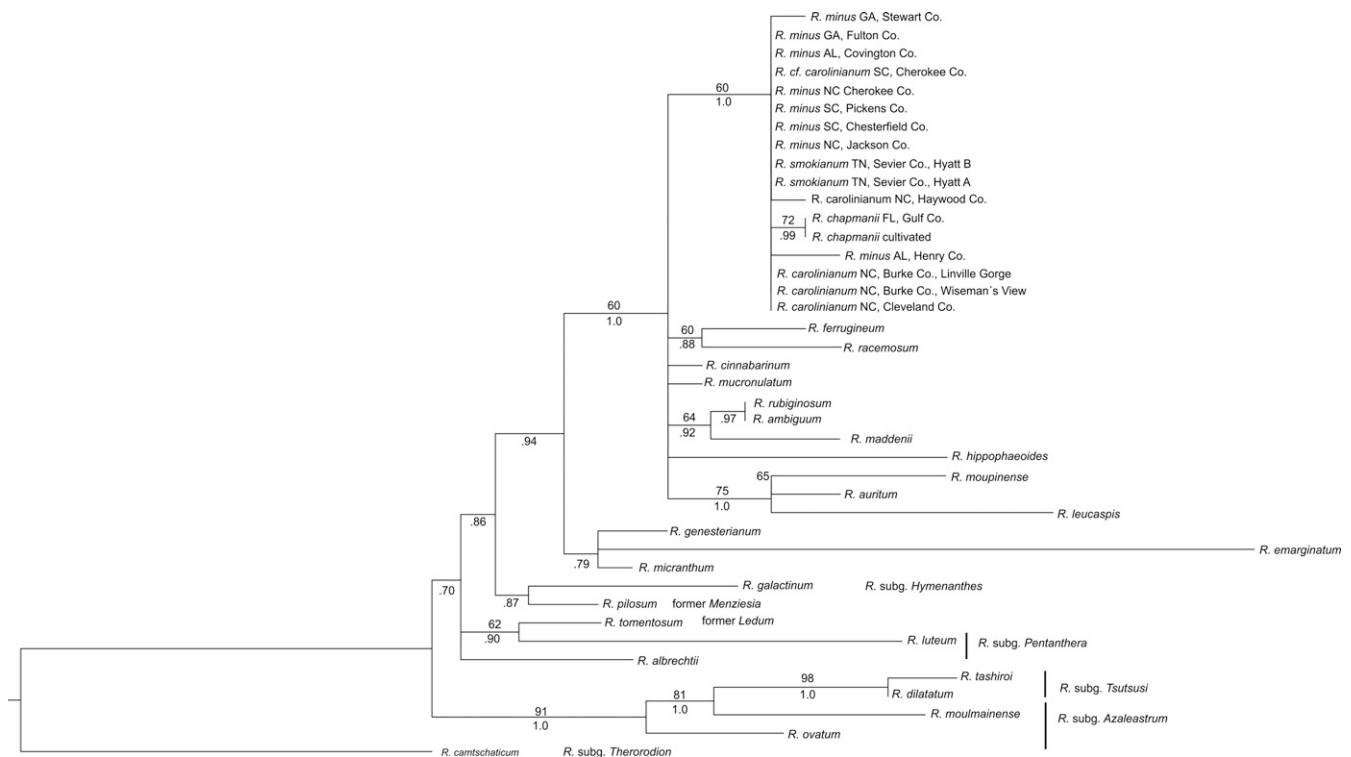 R. minus GA, Stewart Co.
R. minus GA, Fulton Co.
R. minus AL, Covington Co.
R. cf. carolinianum SC, Cherokee Co.
60
R. minus NC Cherokee Co.
1.0
R. minus SC, Pickens Co.
R. minus SC, Chesterfield Co.
R. minus NC, Jackson Co.
R. smokianum TN, Sevier Co., Hyatt B
R. smokianum TN, Sevier Co., Hyatt A
R. carolinianum NC, Haywood Co.
72
R. chapmanii FL, Gulf Co.
.99
R. chapmanii cultivated
R. minus AL, Henry Co.
R. carolinianum NC, Burke Co., Linville Gorge
R. carolinianum NC, Burke Co., Wiseman´s View
R. carolinianum NC, Cleveland Co.
60
1.0
60
R. ferrugineum
.88
R. racemosum
R. cinnabarinum
R. mucronulatum
R. rubiginosum
64
.97
R. ambiguum
.92
R. maddenii
.94
R. hippophaeoides
65
R. moupinense
75
R. auritum
1.0
R. leucaspis
.86
R. genesterianum
R. emarginatum
.79
R. micranthum
R. galactinum R. subg. Hymenanthes
.70
.87
R. pilosum former Menziesia
62
R. tomentosum former Ledum
.90
R. luteum
R. subg. Pentanthera
R. albrechtii
98
R. tashiroi
1.0
R. dilatatum
R. subg. Tsutsusi
81
1.0
91
R. moulmainense
R. subg. Azaleastrum
1.0
R. ovatum
R. camtschaticum R. subg. Therorodion